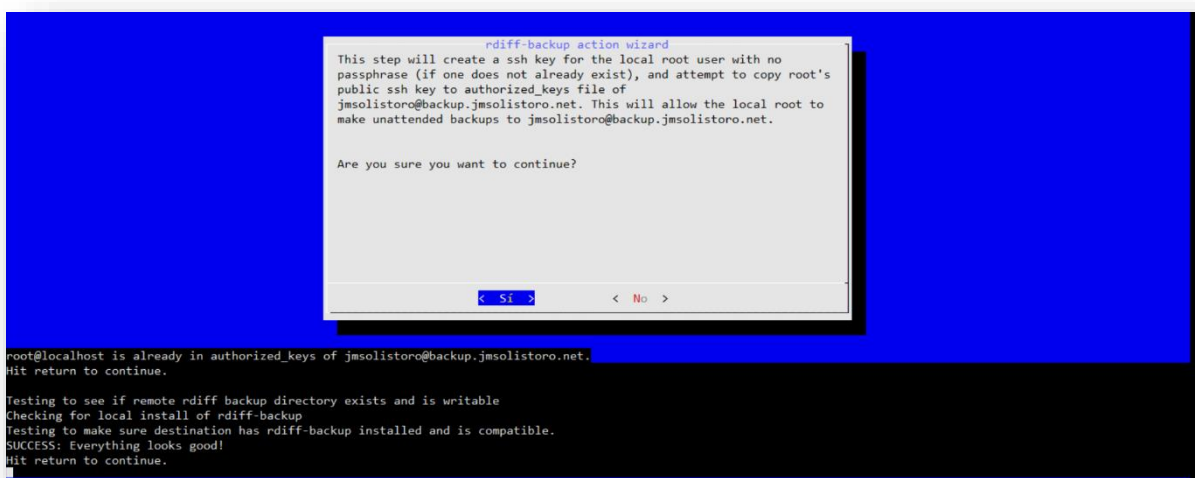 rdiff-backup action wizard
This step will create a ssh key for the local root user with no
passphrase (if one does not already exist), and attempt to copy root's
public ssh key to authorized_keys file of
jmsolistoro@backup.jmsolistoro.net. This will allow the local root to
make unattended backups to jmsolistoro@backup.jmsolistoro.net.
Are you sure you want to continue?
< Sí > < No >
root@localhost is already in authorized_keys of jmsolistoro@backup.jmsolistoro.net.
Hit return to continue.
Testing to see if remote rdiff backup directory exists and is writable
Checking for local install of rdiff-backup
Testing to make sure destination has rdiff-backup installed and is compatible.
SUCCESS: Everything looks good!
Hit return to continue.